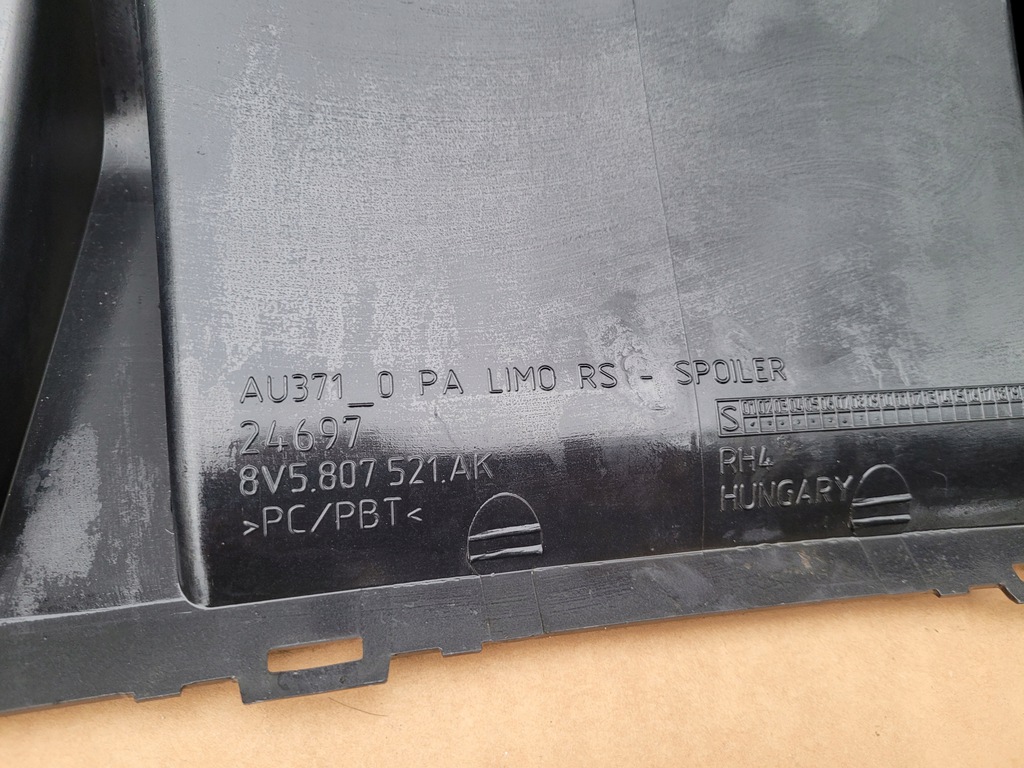 AU371_0 PA LIMO RS - SPOILER
24697
8V5.807 521.AK
>PC/PBT<
S
RH4
HUNGARY